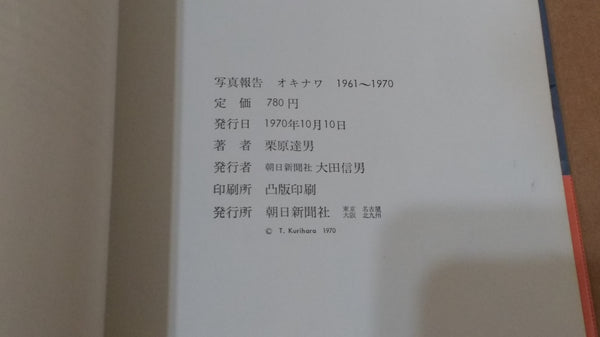 写真報告 オキナワ 1961～1970
定 価 780円
発行日 1970年10月10日
著 者 栗原達男
発行者 朝日新聞社 大田信男
印刷所 凸版印刷
発行所 朝日新聞社 東京 名古屋 大阪 北九州
© T. Kurihara 1970